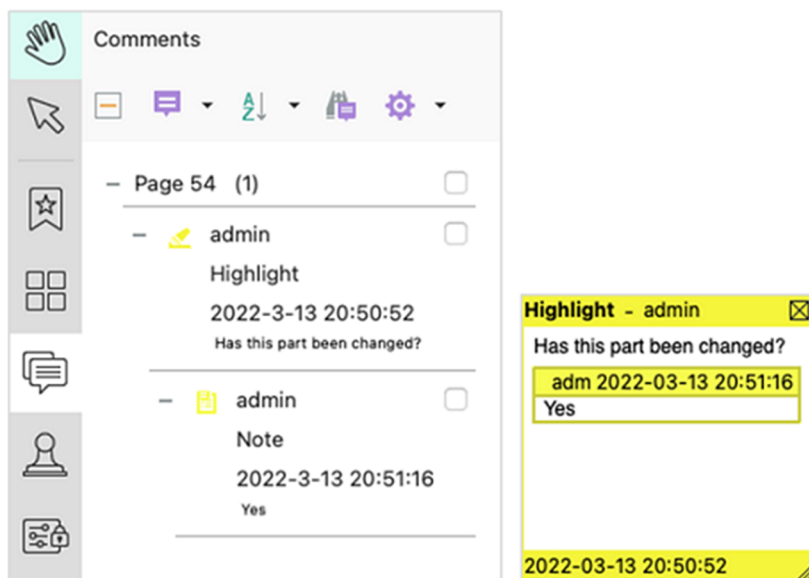 Comments
A
Z
Page 54 (1)
admin
Highlight
2022-3-13 20:50:52
Has this part been changed?
admin
Note
2022-3-13 20:51:16
Yes
Highlight - admin
Has this part been changed?
adm 2022-03-13 20:51:16
Yes
2022-03-13 20:50:52